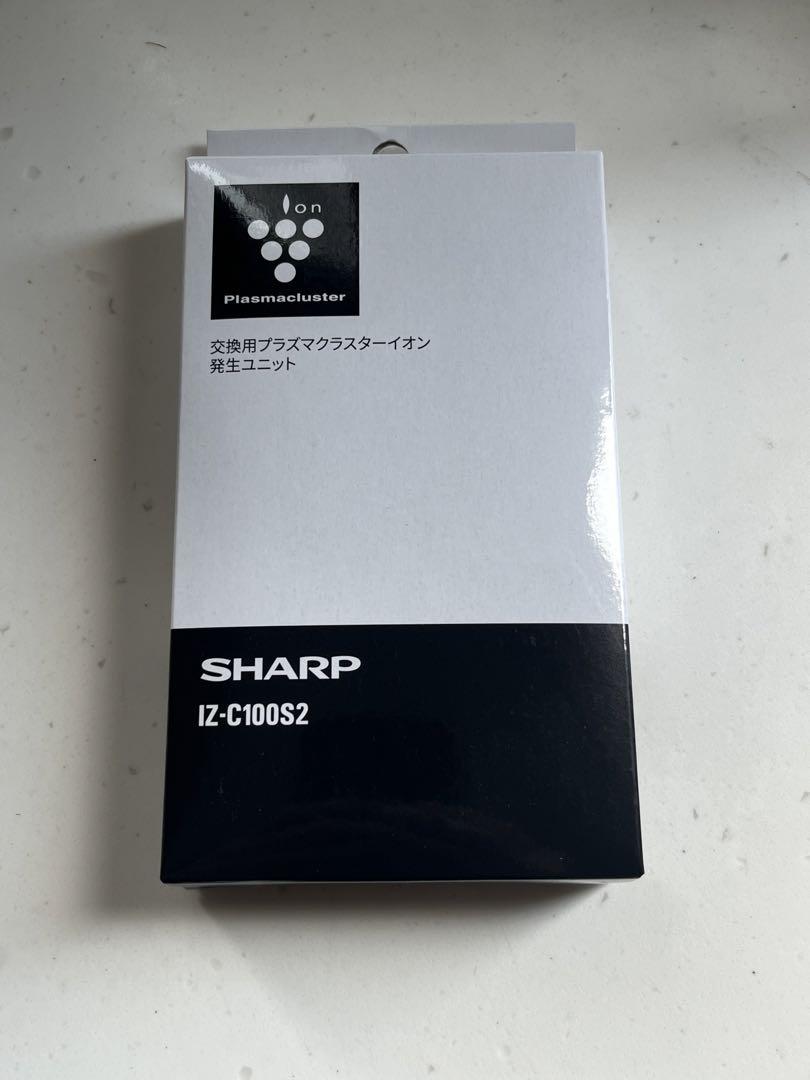 Ion
Plasmacluster
交換用プラズマクラスターイオン
発生ユニット
SHARP
IZ-C100S2